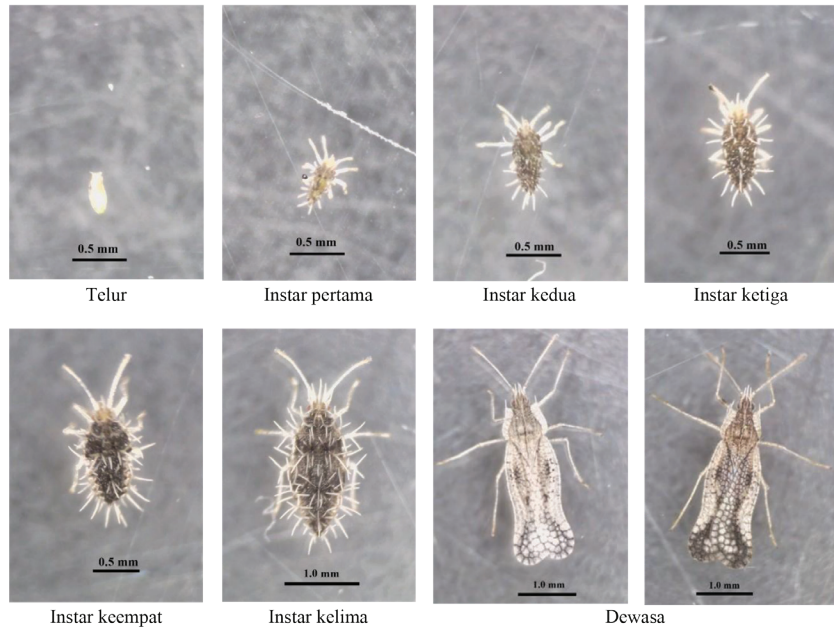 0.5 mm
0.5 mm
0.5 mm
0.5 mm
Telur
Instar pertama
Instar kedua
Instar ketiga
0.5 mm
1.0 mm
1.0 mm
1.0 mm
Instar keempat
Instar kelima
Dewasa